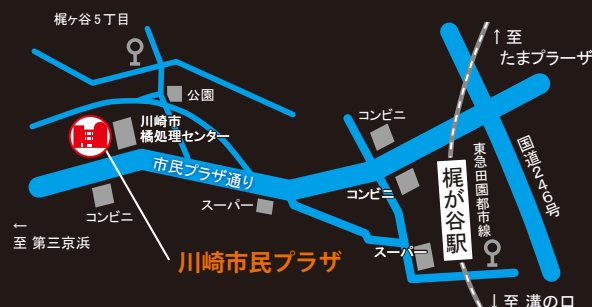 梶ヶ谷5丁目
↑至
たまプラーザ
公園
川崎市
橘処理センター
コンビニ
国道246号
東急田園都市線
市民プラザ通り
梶が谷駅
コンビニ
コンビニ
スーパー
←
至 第三京浜
スーパー
川崎市民プラザ
↓至 溝の口